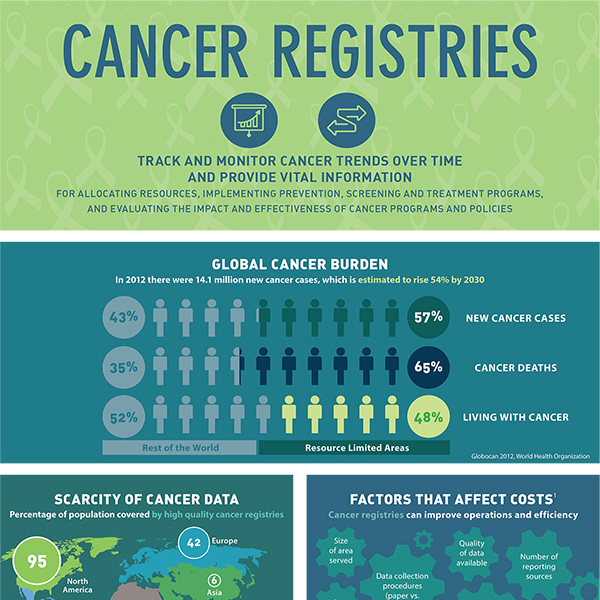 CANCER REGISTRIES
TRACK AND MONITOR CANCER TRENDS OVER TIME
AND PROVIDE VITAL INFORMATION
FOR ALLOCATING RESOURCES, IMPLEMENTING PREVENTION, SCREENING AND TREATMENT PROGRAMS,
AND EVALUATING THE IMPACT AND EFFECTIVENESS OF CANCER PROGRAMS AND POLICIES
GLOBAL CANCER BURDEN
In 2012 there were 14.1 million new cancer cases, which is estimated to rise 54% by 2030
43% 57% NEW CANCER CASES
35% 65% CANCER DEATHS
52% 48% LIVING WITH CANCER
Rest of the World Resource Limited Areas
Globocan 2012, World Health Organization
SCARCITY OF CANCER DATA
Percentage of population covered by high quality cancer registries
95
North
America
42 Europe
6
Asia
FACTORS THAT AFFECT COSTS¹
Cancer registries can improve operations and efficiency
Size
of area
served
Data collection
procedures
(paper vs.
Quality
of data
available
Number of
reporting
sources